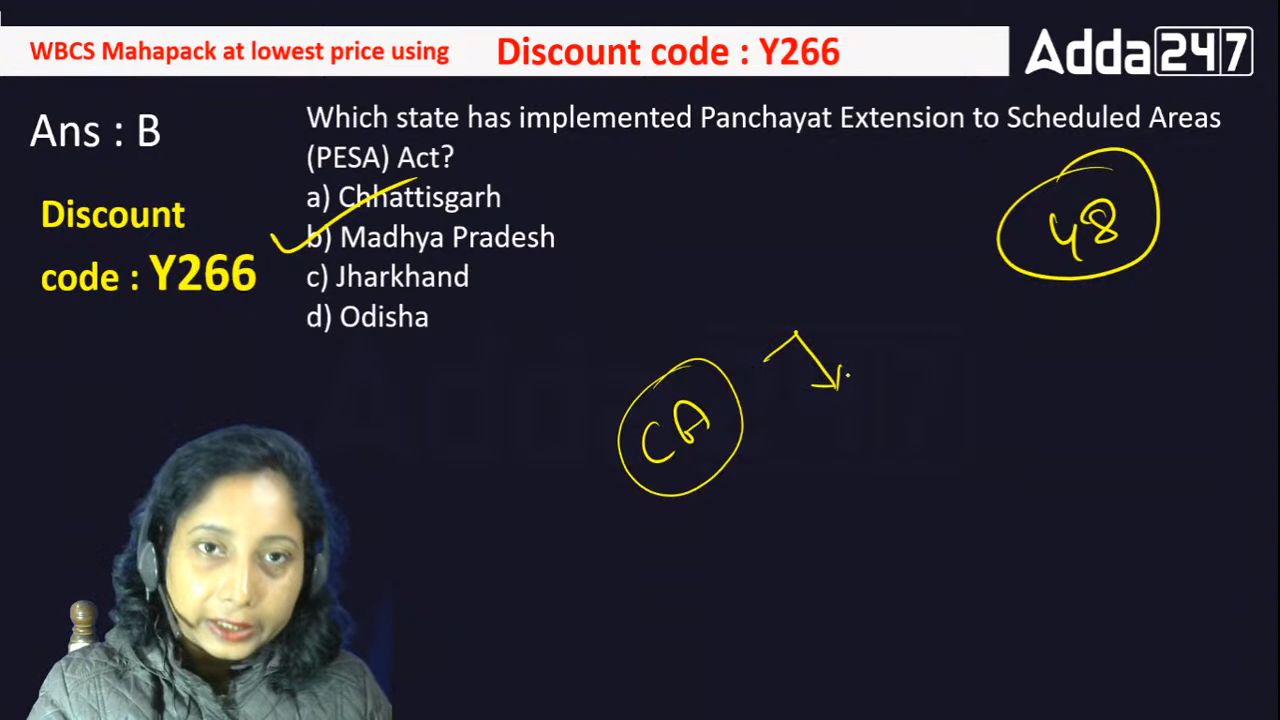 WBCS Mahapack at lowest price using
Discount code : Y266
Adda247
Ans : B
Discount
code : Y266
Which state has implemented Panchayat Extension to Scheduled Areas
(PESA) Act?
a) Chhattisgarh
b) Madhya Pradesh
c) Jharkhand
d) Odisha
48
CA